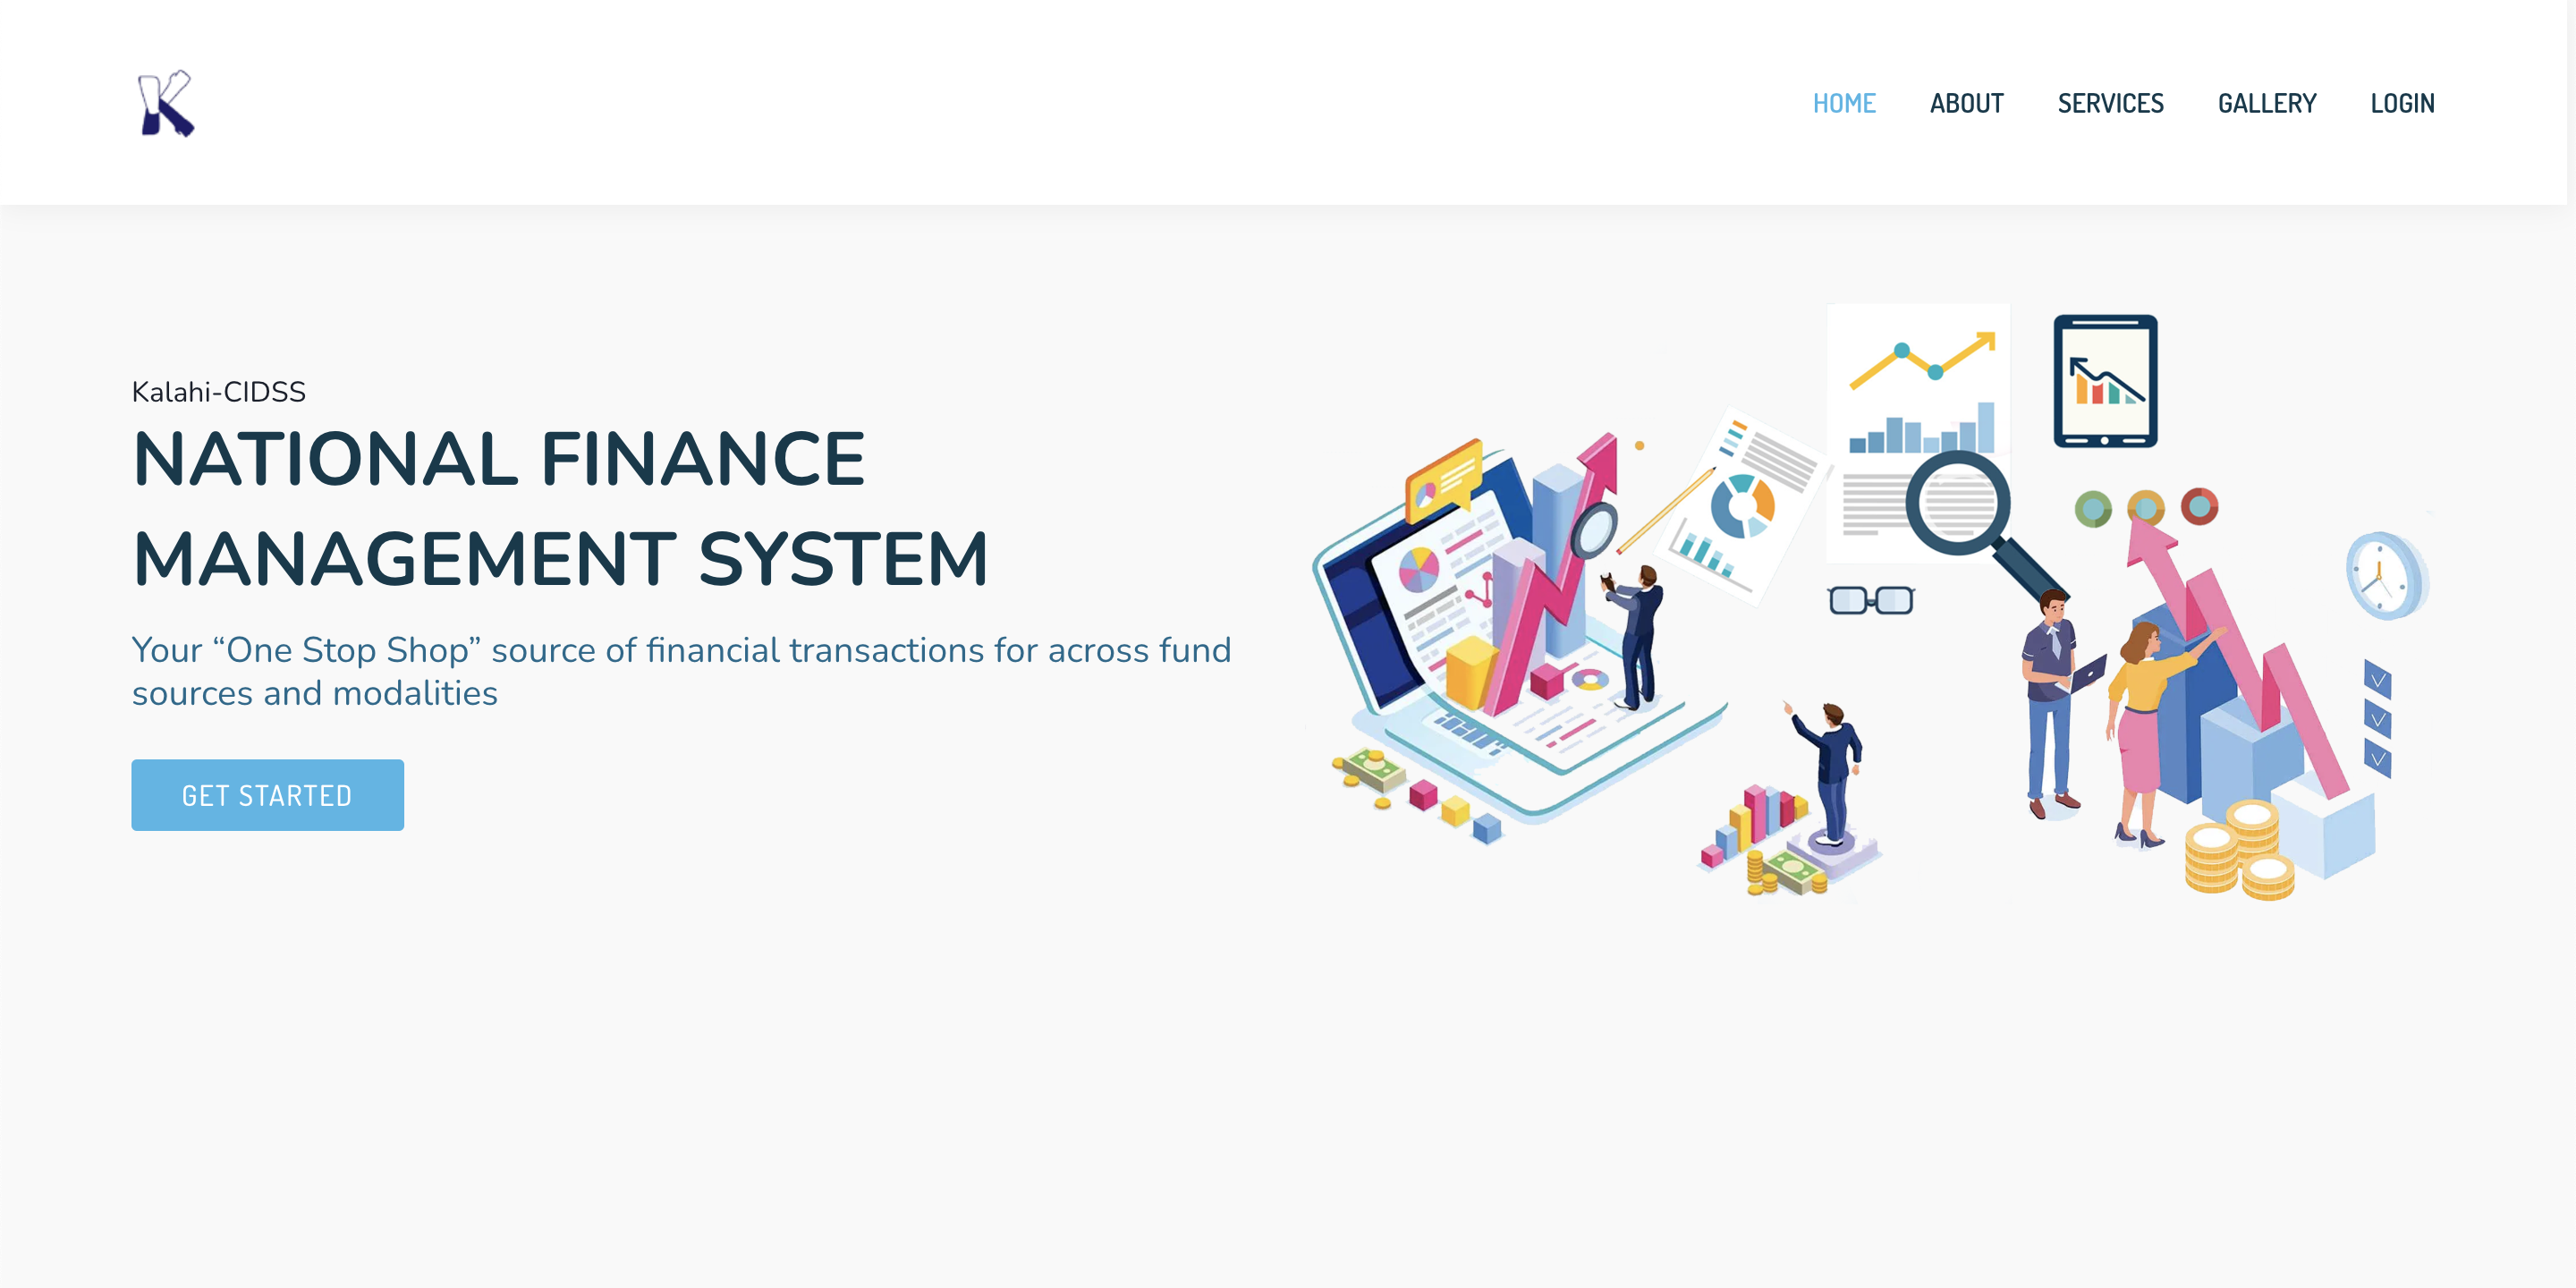 K
HOME ABOUT SERVICES GALLERY LOGIN
Kalahi-CIDSS
NATIONAL FINANCE
MANAGEMENT SYSTEM
Your “One Stop Shop” source of financial transactions for across fund
sources and modalities
GET STARTED